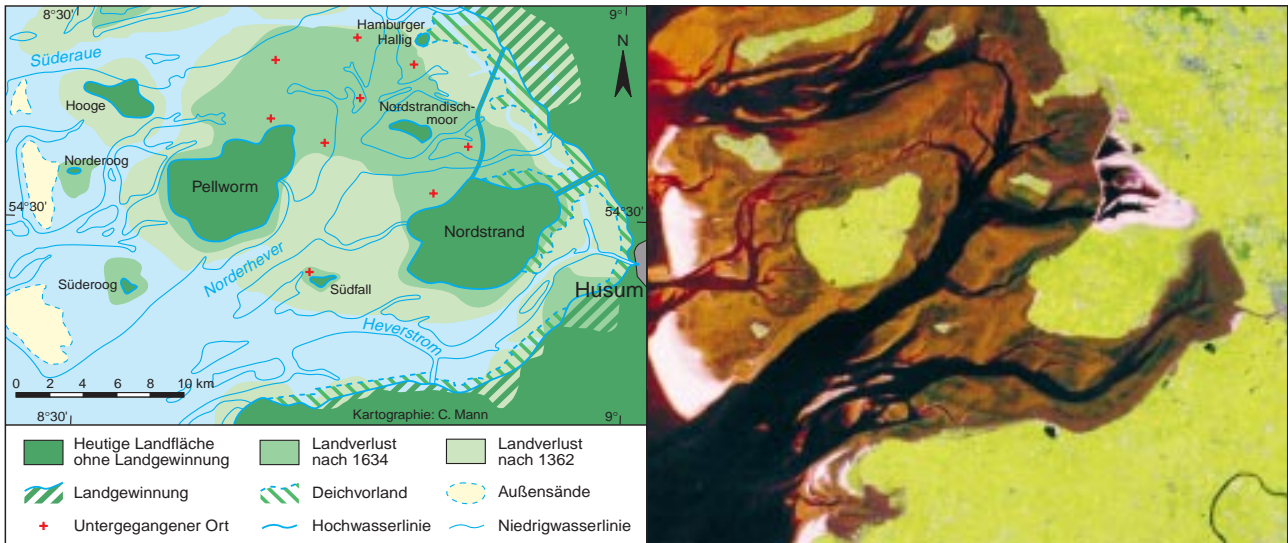 8°30'
9°
Hamburger
Hallig
N
Süderaue
Hooge
Nordstrandisch-
moor
Norderoog
Pellworm
54°30'
54°30'
Nordstrand
Norderhever
Süderoog
Südfall
Husum
Heverstrom
0 2 4 6 8 10 km
8°30'
Kartographie: C. Mann
9°
Heutige Landfläche
ohne Landgewinnung
Landverlust
nach 1634
Landverlust
nach 1362
Landgewinnung
Deichvorland
Außensände
Untergegangener Ort
Hochwasserlinie
Niedrigwasserlinie